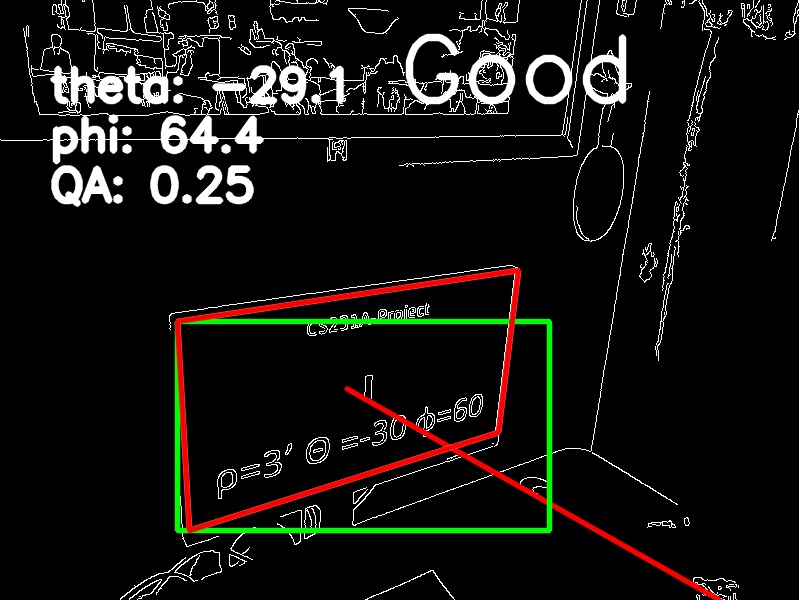 theta: -29.1 Good
phi: 64.4
QA: 0.25
CS231A-Project
ρ=3' Θ =-30 ϕ=60